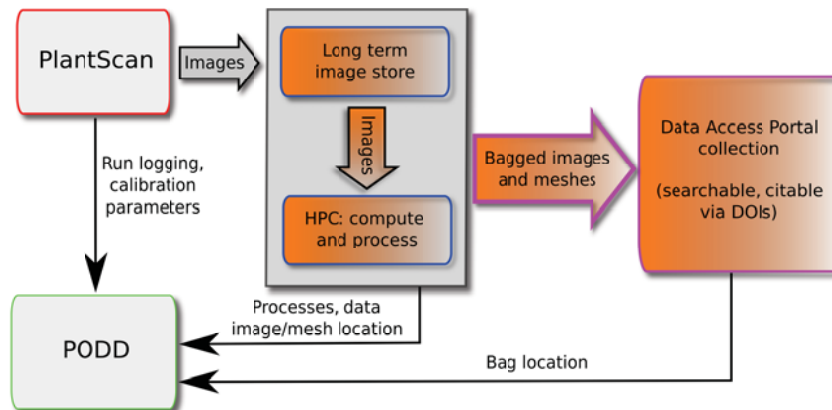 PlantScan
Images
Long term
image store
Images
HPC: compute
and process
Bagged images
and meshes
Data Access Portal
collection
(searchable, citable
via DOIs)
Run logging,
calibration
parameters
Processes, data
image/mesh location
PODD
Bag location